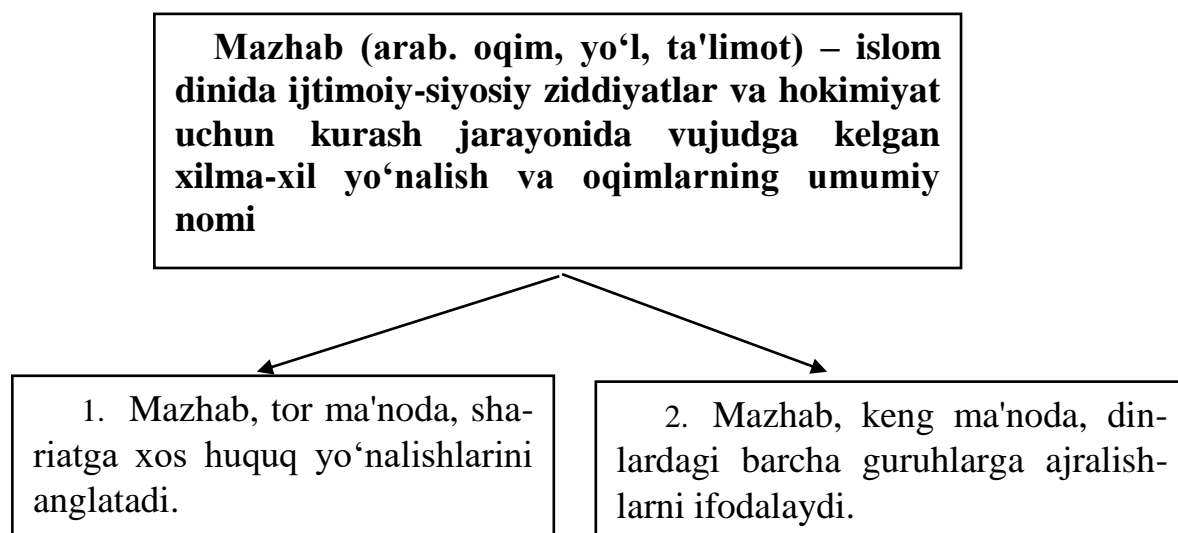 Mazhab (arab. oqim, yo‘l, ta'limot) – islom
dinida ijtimoiy-siyosiy ziddiyatlar va hokimiyat
uchun kurash jarayonida vujudga kelgan
xilma-xil yo‘nalish va oqimlarning umumiy
nomi
1. Mazhab, tor ma'noda, sha-
riatga xos huquq yo‘nalishlarini
anglatadi.
2. Mazhab, keng ma'noda, din-
lardagi barcha guruhlarga ajralish-
larni ifodalaydi.